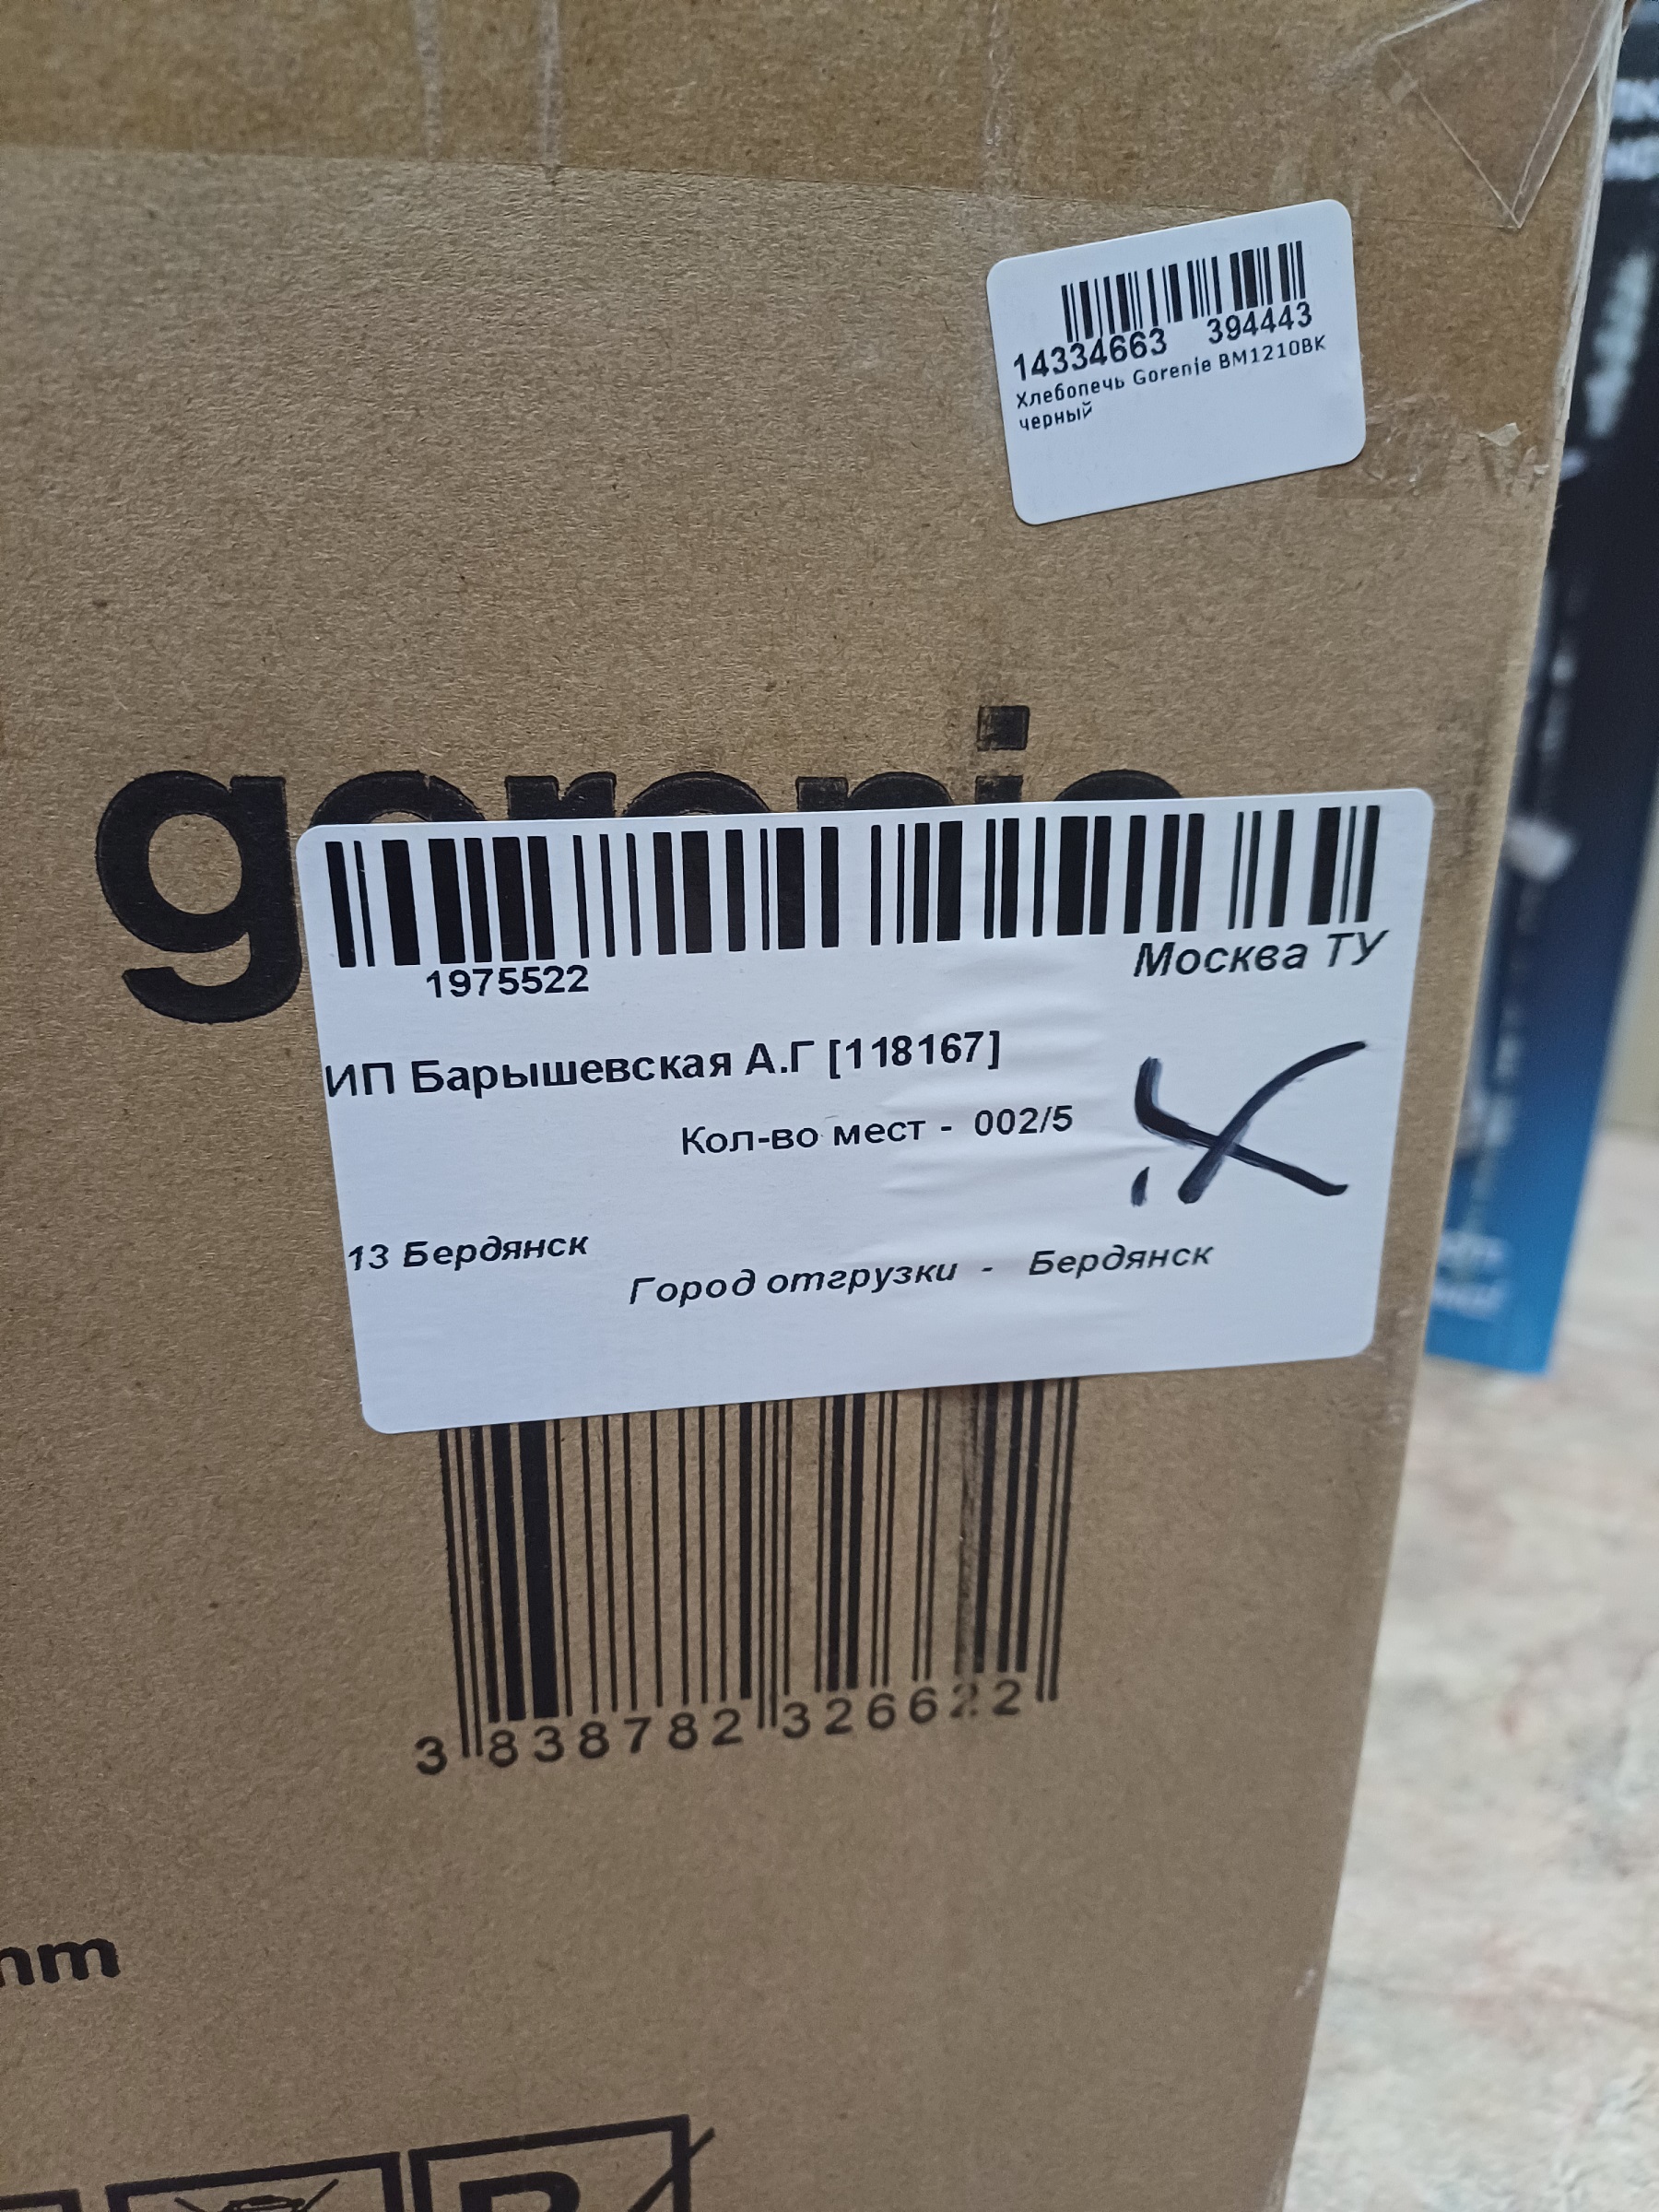 14334663 394443
Хлебопечь Gorenje BM1210BK
черный
gorenje
1975522
Москва ТУ
ИП Барышевская А.Г [118167]
Кол-во мест - 002/5
13 Бердянск
Город отгрузки - Бердянск
3 838782 326622